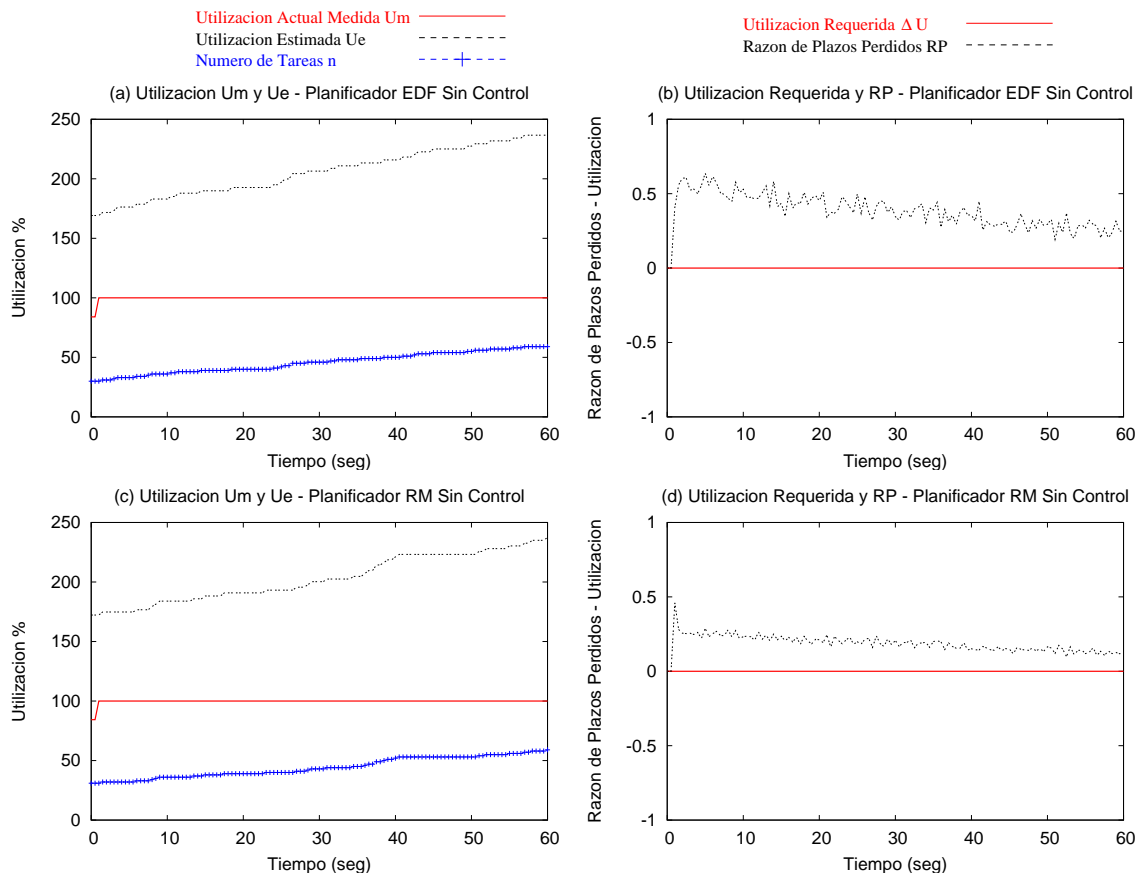 Utilizacion Actual Medida Um
Utilizacion Estimada Ue
Numero de Tareas n
Utilizacion Requerida Δ U
Razon de Plazos Perdidos RP
(a) Utilizacion Um y Ue - Planificador EDF Sin Control
250
200
150
100
50
0
Utilizacion %
0 10 20 30 40 50 60
Tiempo (seg)
(b) Utilizacion Requerida y RP - Planificador EDF Sin Control
1
0.5
0
-0.5
-1
Razon de Plazos Perdidos - Utilizacion
0 10 20 30 40 50 60
Tiempo (seg)
(c) Utilizacion Um y Ue - Planificador RM Sin Control
250
200
150
100
50
0
Utilizacion %
0 10 20 30 40 50 60
Tiempo (seg)
(d) Utilizacion Requerida y RP - Planificador RM Sin Control
1
0.5
0
-0.5
-1
Razon de Plazos Perdidos - Utilizacion
0 10 20 30 40 50 60
Tiempo (seg)